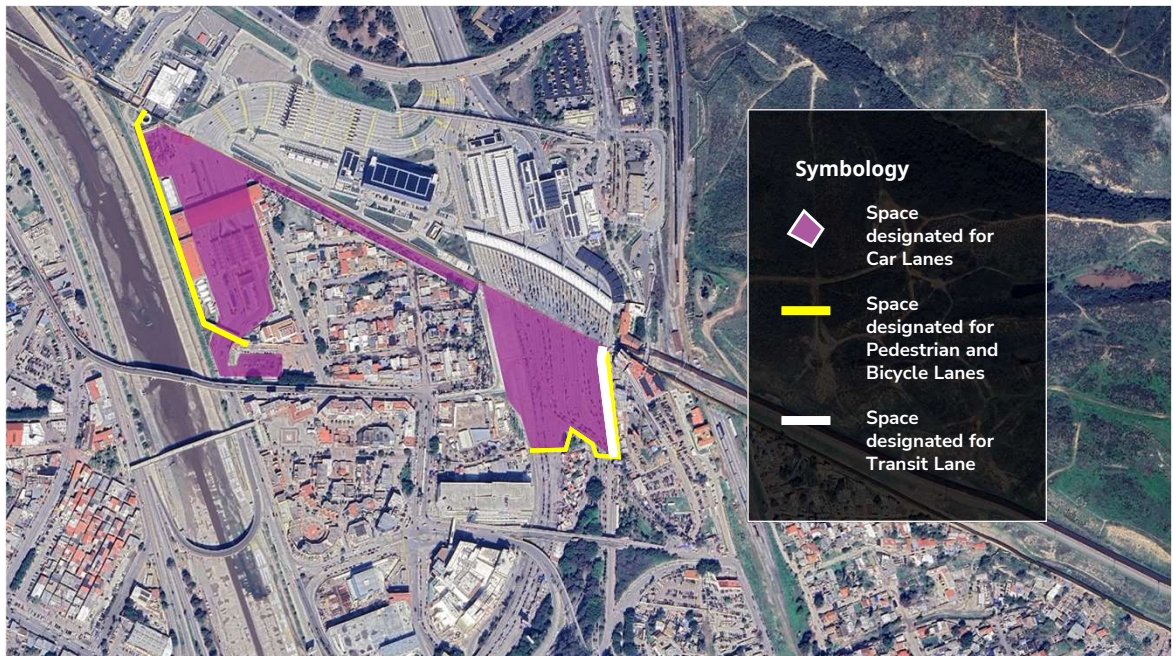 Symbology
Space
designated for
Car Lanes
Space
designated for
Pedestrian and
Bicycle Lanes
Space
designated for
Transit Lane